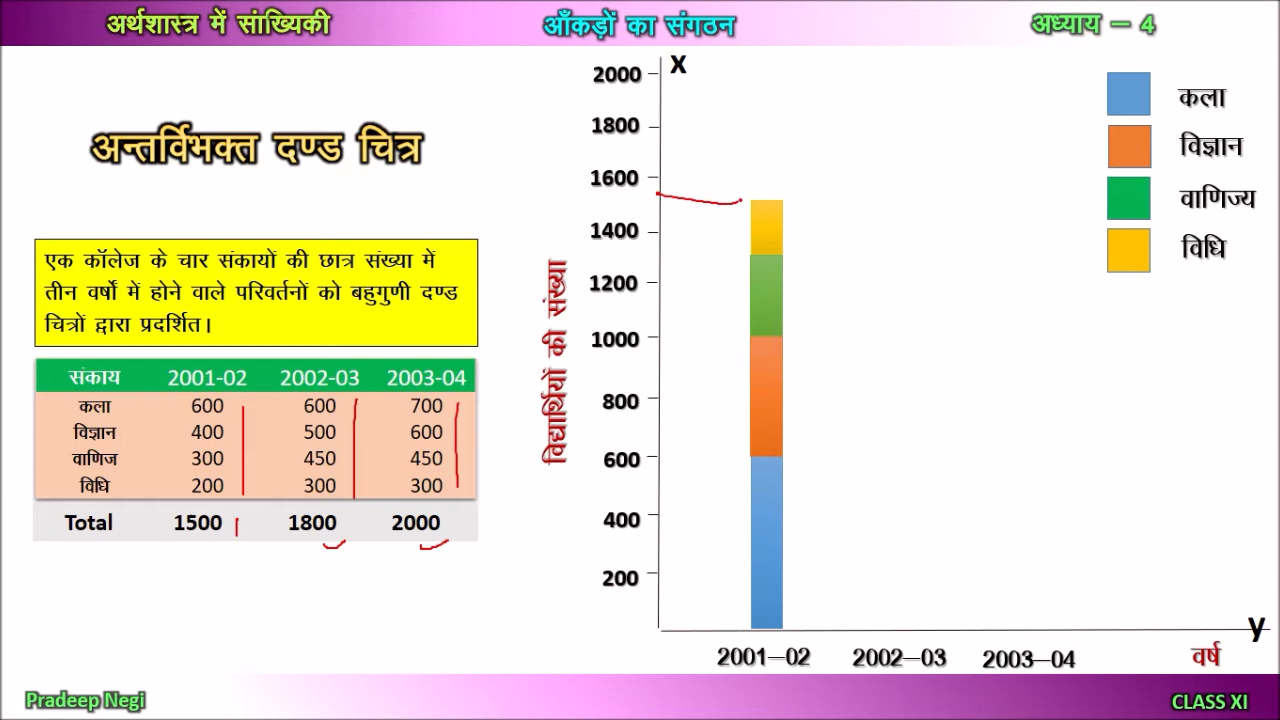 अर्थशास्त्र में सांख्यिकी
आँकड़ों का संगठन
अध्याय – 4
अन्तर्विभक्त दण्ड चित्र
एक कॉलेज के चार संकायों की छात्र संख्या में
तीन वर्षों में होने वाले परिवर्तनों को बहुगुणी दण्ड
चित्रों द्वारा प्रदर्शित।
संकाय 2001-02 2002-03 2003-04
कला 600 600 700
विज्ञान 400 500 600
वाणिज 300 450 450
विधि 200 300 300
Total 1500 1800 2000
विद्यार्थियों की संख्या
X
2000
1800
1600
1400
1200
1000
800
600
400
200
2001–02 2002–03 2003–04
वर्ष
y
कला
विज्ञान
वाणिज्य
विधि
Pradeep Negi
CLASS XI